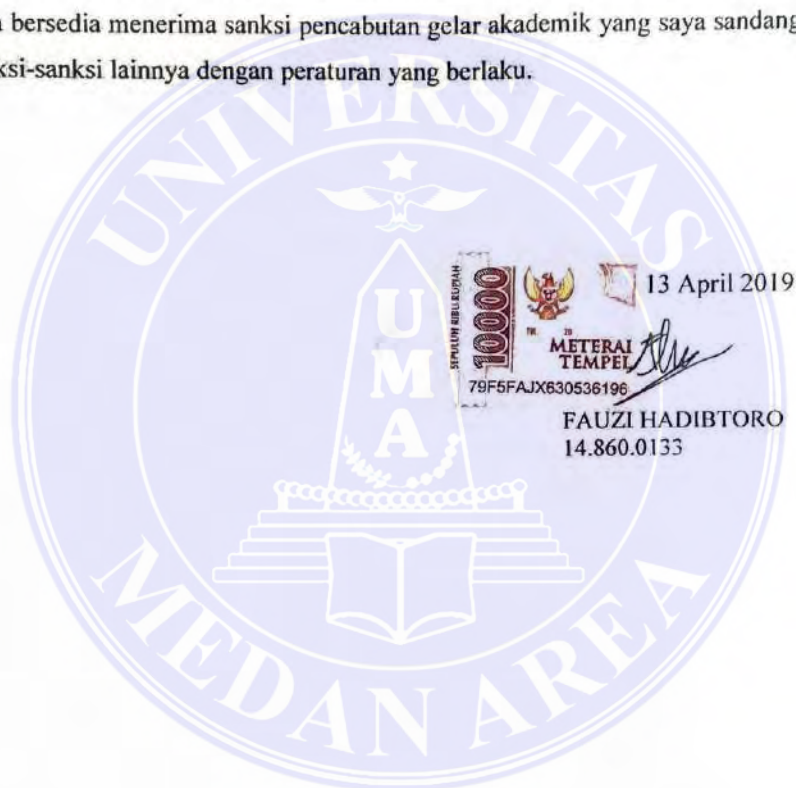 bersedia menerima sanksi pencabutan gelar akademik yang saya sandang
ksi-sanksi lainnya dengan peraturan yang berlaku.
UNIVERSITAS
UMA
MEDAN AREA
SEPULUH RIBU RUPIAH
10000
13 April 2019
METERAI
TEMPEL
79F5FAJX630536196
FAUZI HADIBTORO
14.860.0133